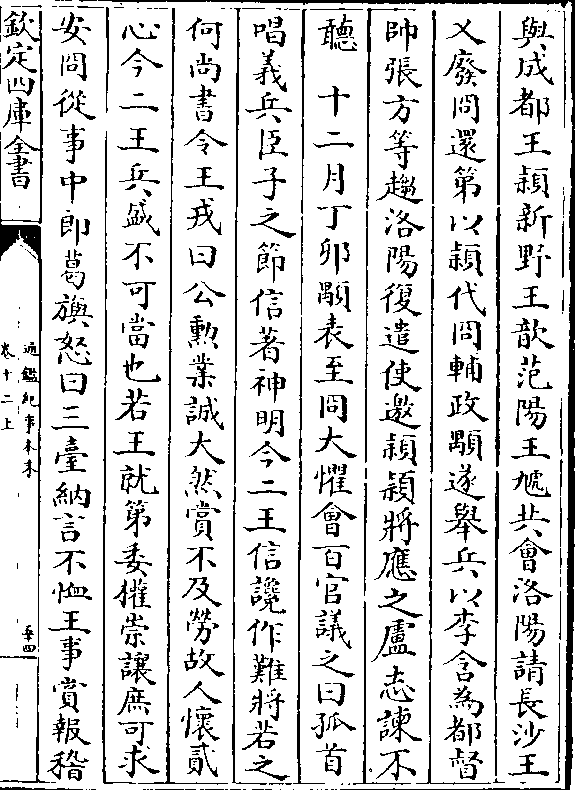 與成都王穎新野王歆范陽王虓共會洛陽請長沙王
乂廢冏還第以穎代冏輔政顒遂舉兵以李含為都督
帥張方等趨洛陽復遣使邀穎穎將應之盧志諫不
聽　十二月丁卯顒表至冏大懼會百官議之曰孤首
唱義兵臣子之節信著神明今二王信讒作難將若之
何尚書令王戎曰公勲業誠大然賞不及勞故人懷貳
心今二王兵盛不可當也若王就第委權崇讓庶可求
安冏從事中郎葛旟怒曰三臺納言不恤王事賞報稽
欽定四庫全書
通鑑紀事本末
卷十二上